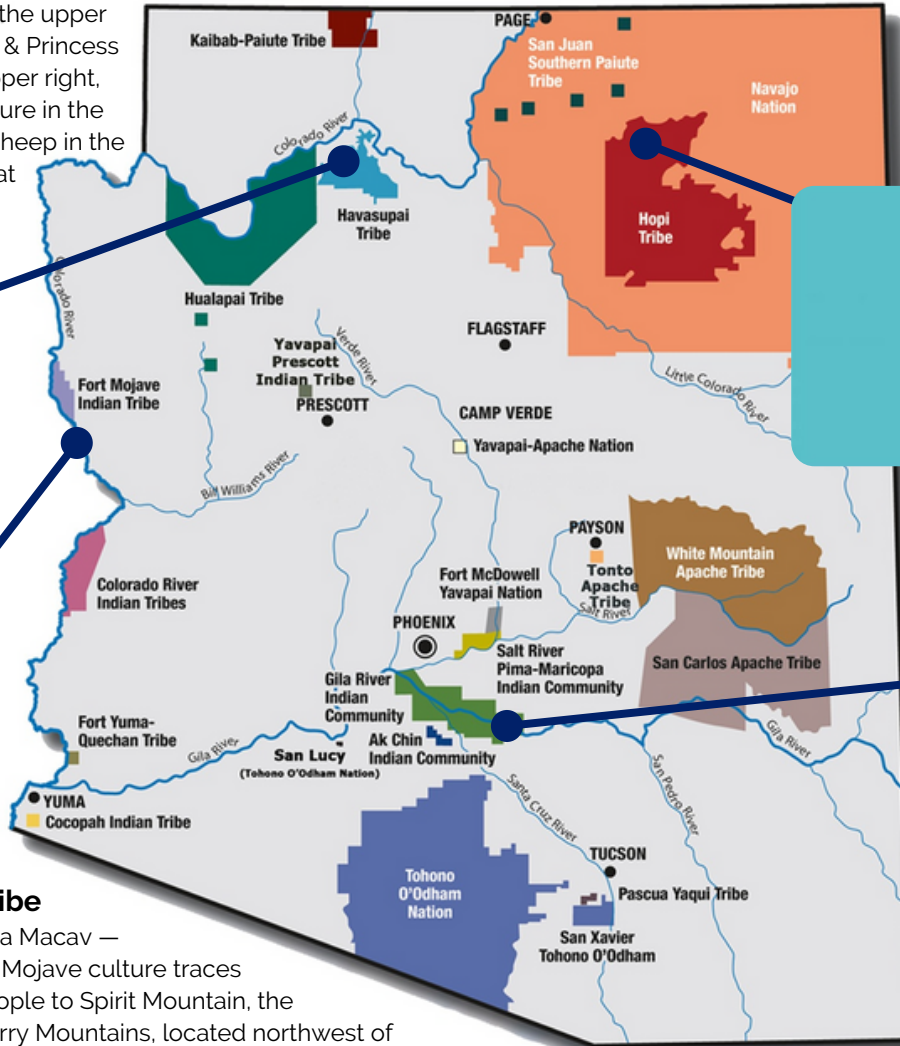 the upper
& Princess
per right,
ure in the
heep in the
at
Kaibab-Paiute Tribe
PAGE
San Juan
Southern Paiute
Tribe
Navajo
Nation
Colorado River
Havasupai
Tribe
Hopi
Tribe
Colorado River
Hualapai Tribe
Yavapai
Prescott
Indian Tribe
Verde River
FLAGSTAFF
Little Colorado River
Fort Mojave
Indian Tribe
PRESCOTT
CAMP VERDE
Yavapai-Apache Nation
Bill Williams River
PAYSON
Tonto
Apache
Tribe
White Mountain
Apache Tribe
Colorado River
Indian Tribes
Fort McDowell
Yavapai Nation
Salt River
PHOENIX
Salt River
Pima-Maricopa
Indian Community
San Carlos Apache Tribe
Gila River
Indian
Community
Fort Yuma-
Quechan Tribe
Gila River
San Lucy
(Tohono O'Odham Nation)
Ak Chin
Indian Community
Gila River
Santa Cruz River
San Pedro River
YUMA
Cocopah Indian Tribe
TUCSON
Tohono
O'Odham
Nation
Pascua Yaqui Tribe
San Xavier
Tohono O'Odham
ibe
a Macav —
Mojave culture traces
ople to Spirit Mountain, the
rry Mountains, located northwest of